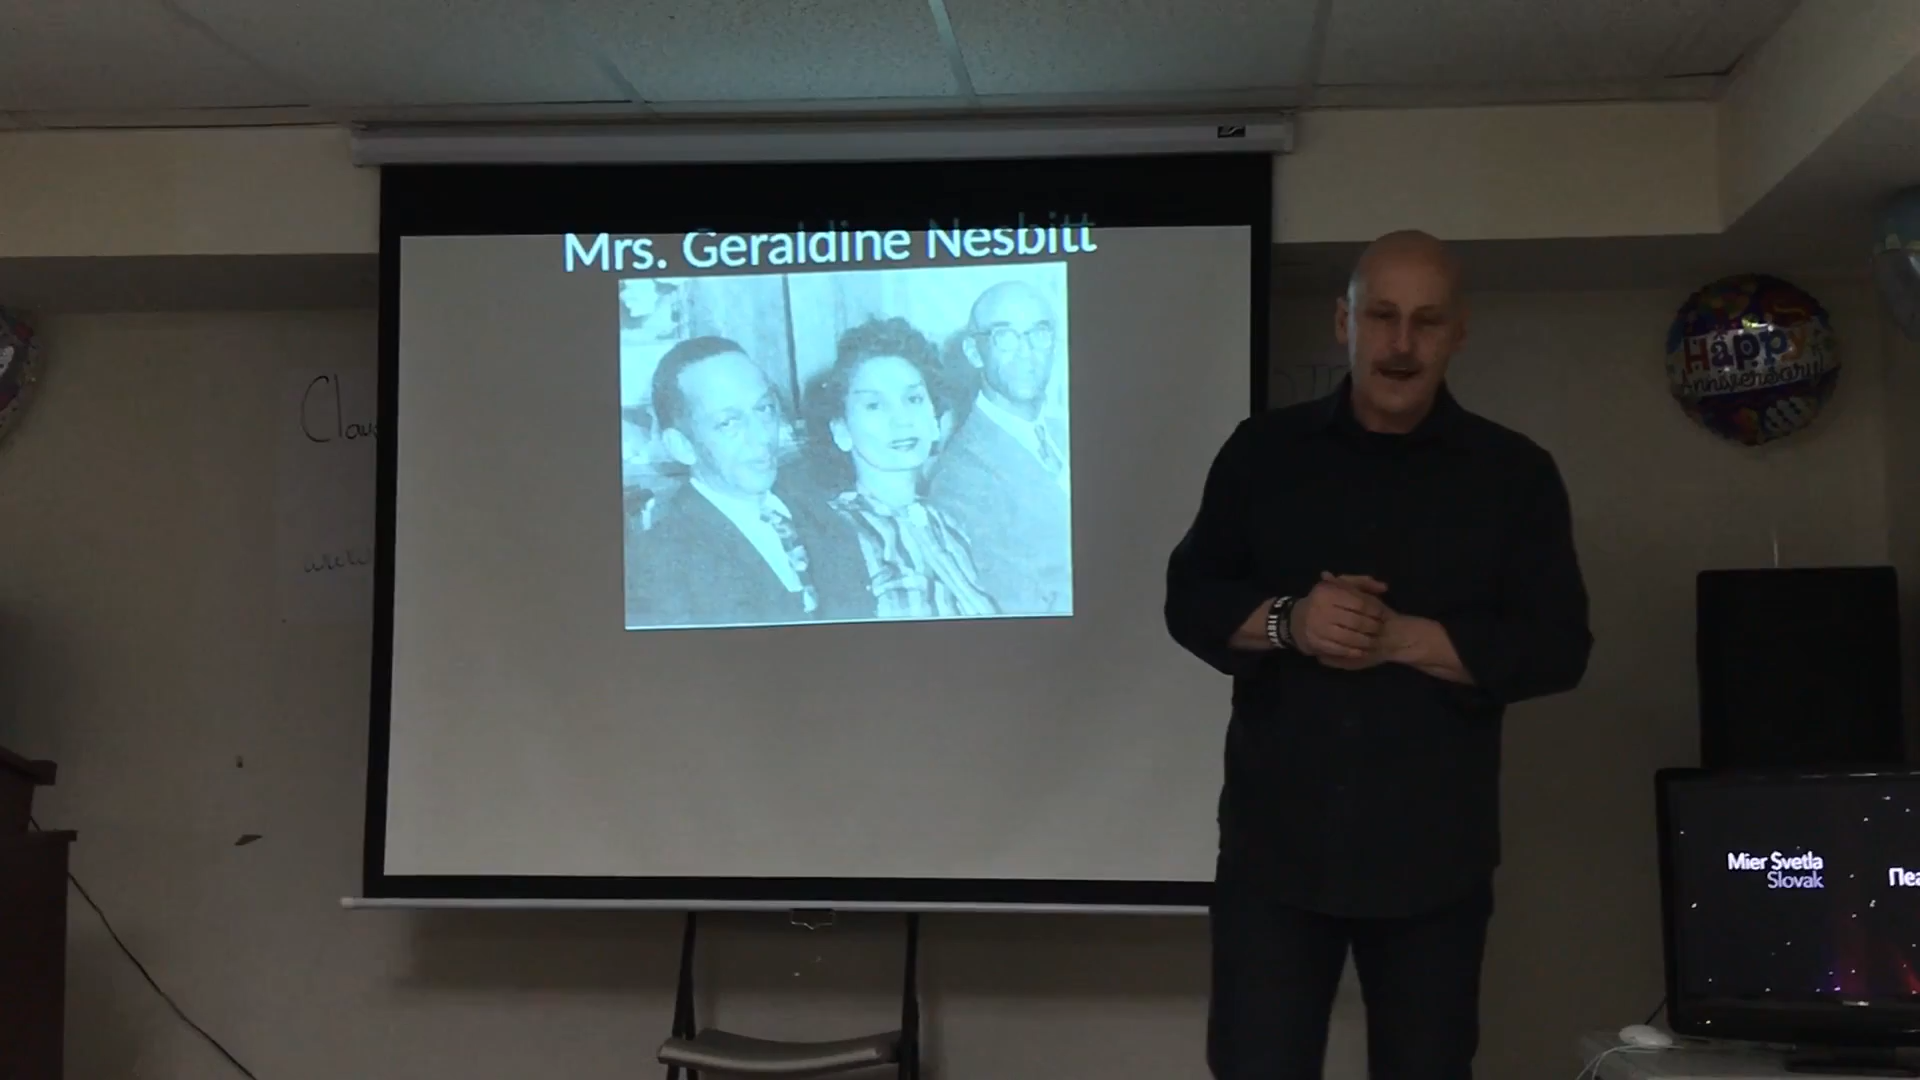 Mrs. Geraldine Nesbitt
Happy
Anniversary!
Mier Svetla
Slovak